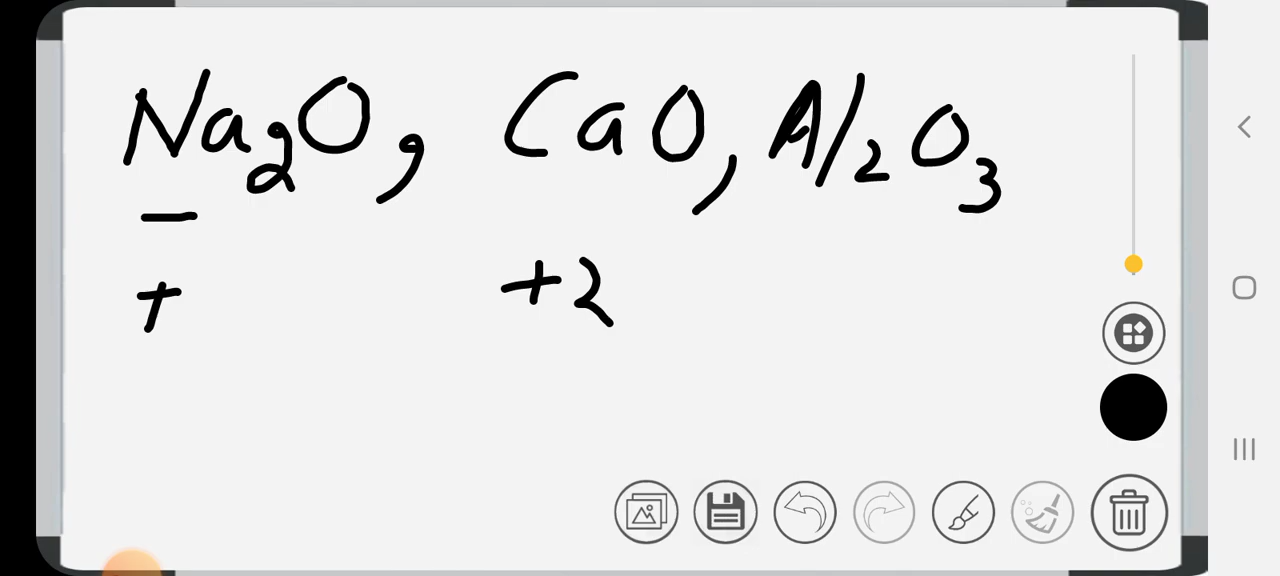 Na₂O, CaO, Al₂O₃
+ +2